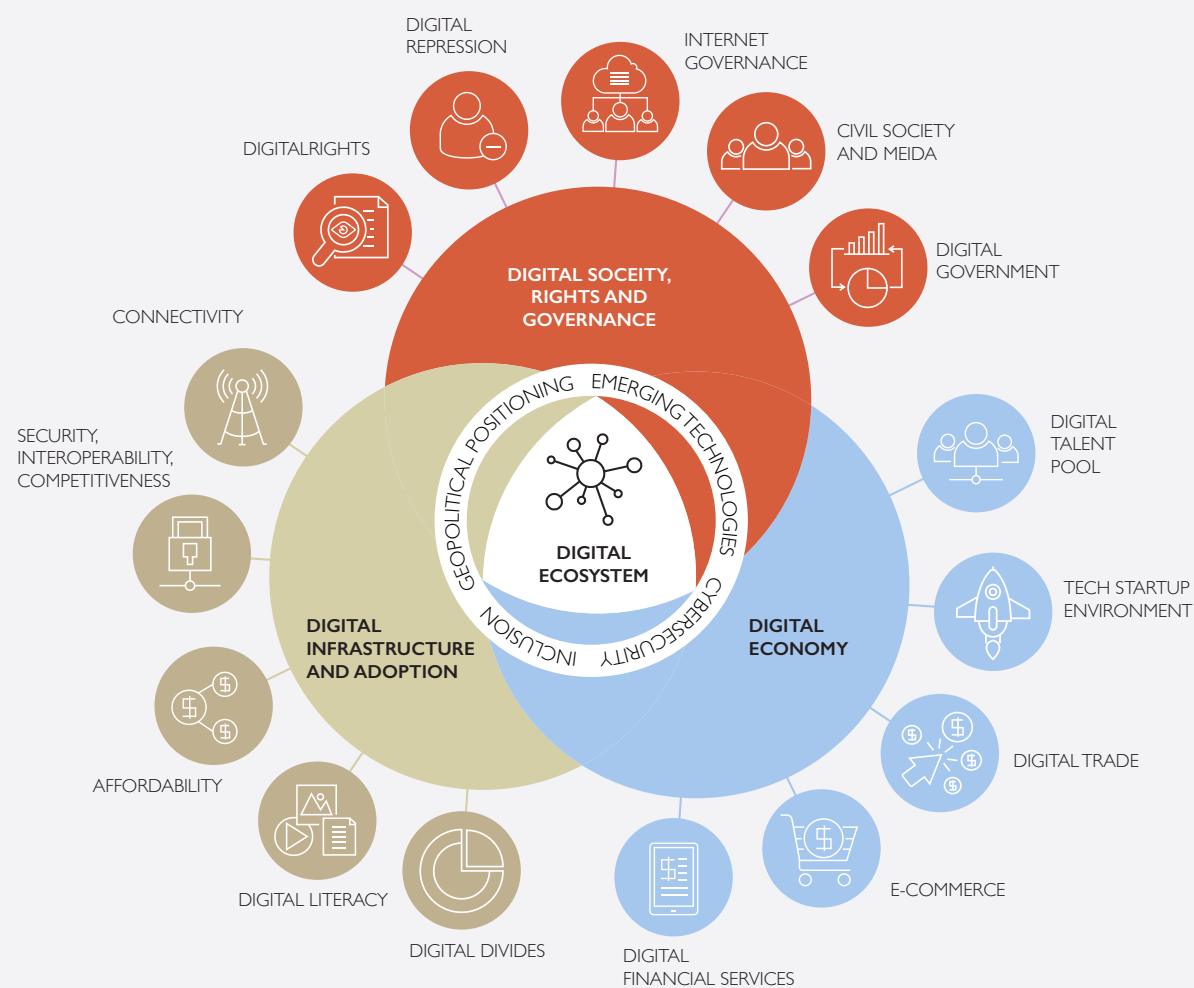 DIGITAL
REPRESSION
INTERNET
GOVERNANCE
CIVIL SOCIETY
AND MEIDA
DIGITALRIGHTS
DIGITAL
GOVERNMENT
DIGITAL SOCEITY,
RIGHTS AND
GOVERNANCE
CONNECTIVITY
SECURITY,
INTEROPERABILITY,
COMPETITIVENESS
AFFORDABILITY
DIGITAL LITERACY
DIGITAL DIVIDES
DIGITAL
INFRASTRUCTURE
AND ADOPTION
GEOPOLITICAL POSITIONING
EMERGING TECHNOLOGIES
CYBERSECURITY
INCLUSION
DIGITAL
ECOSYSTEM
DIGITAL
ECONOMY
DIGITAL
TALENT
POOL
TECH STARTUP
ENVIRONMENT
DIGITAL TRADE
E-COMMERCE
DIGITAL
FINANCIAL SERVICES